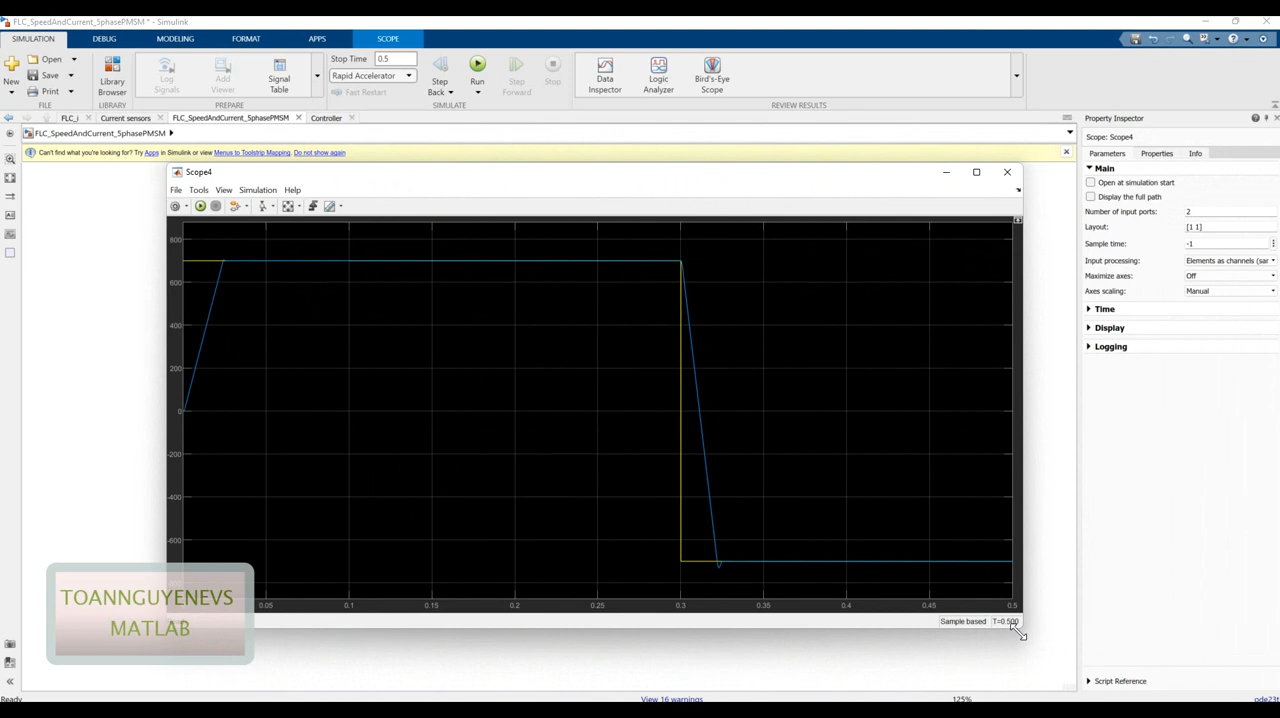 FLC_SpeedAndCurrent_5phasePMSM * - Simulink
SIMULATION DEBUG MODELING FORMAT APPS SCOPE
New
Open
Save
Print
FILE
Library Browser
LIBRARY
Log Signals
Add Viewer
Signal Table
PREPARE
Stop Time 0.5
Rapid Accelerator
Fast Restart
Step Back
Run
Step Forward
Stop
SIMULATE
Data Inspector
Logic Analyzer
Bird's-Eye Scope
REVIEW RESULTS
FLC_i Current sensors FLC_SpeedAndCurrent_5phasePMSM Controller
FLC_SpeedAndCurrent_5phasePMSM
Can't find what you're looking for? Try Apps in Simulink or view Menus to Toolstrip Mapping. Do not show again
Scope4
File Tools View Simulation Help
800
600
400
200
0
-200
-400
-600
0.05 0.1 0.15 0.2 0.25 0.3 0.35 0.4 0.45 0.5
Sample based T=0.500
TOANNGUYENEVS
MATLAB
Property Inspector
Scope: Scope4
Parameters Properties Info
Main
Open at simulation start
Display the full path
Number of input ports: 2
Layout: [1 1]
Sample time: -1
Input processing: Elements as channels (sar
Maximize axes: Off
Axes scaling: Manual
Time
Display
Logging
Script Reference
Ready View 16 warnings 125% ode23t